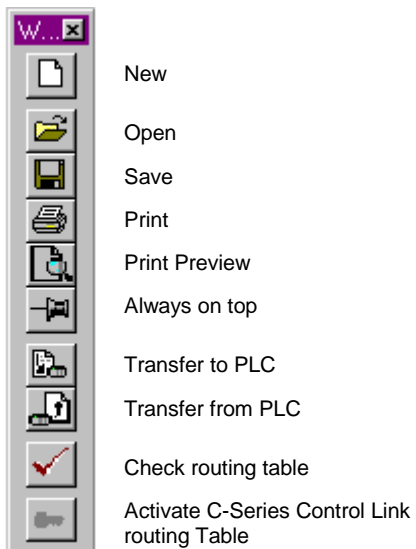 W...
New
Open
Save
Print
Print Preview
Always on top
Transfer to PLC
Transfer from PLC
Check routing table
Activate C-Series Control Link
routing Table